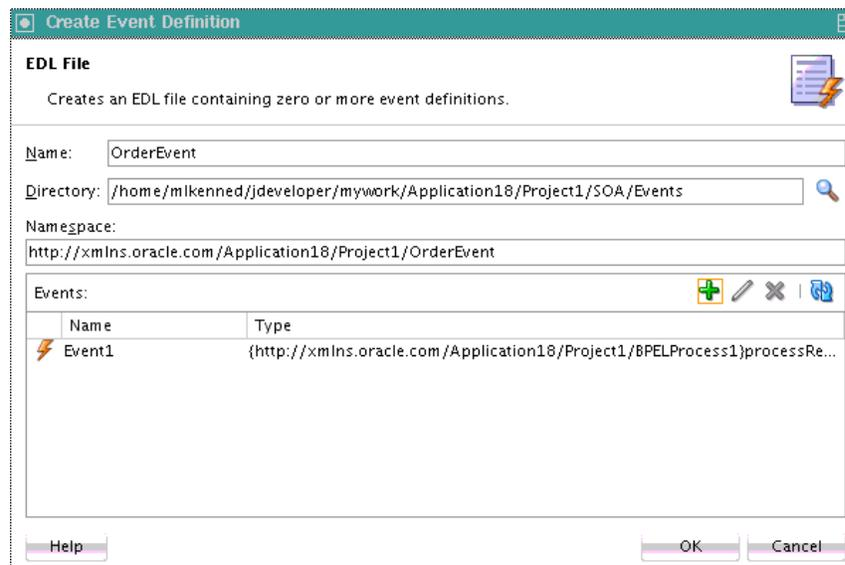 Create Event Definition
EDL File
Creates an EDL file containing zero or more event definitions.
Name: OrderEvent
Directory: /home/mlkenned/jdeveloper/mywork/Application18/Project1/SOA/Events
Namespace:
http://xmlns.oracle.com/Application18/Project1/OrderEvent
Events:
Name Type
Event1 {http://xmlns.oracle.com/Application18/Project1/BPELProcess1}processRe...
Help OK Cancel